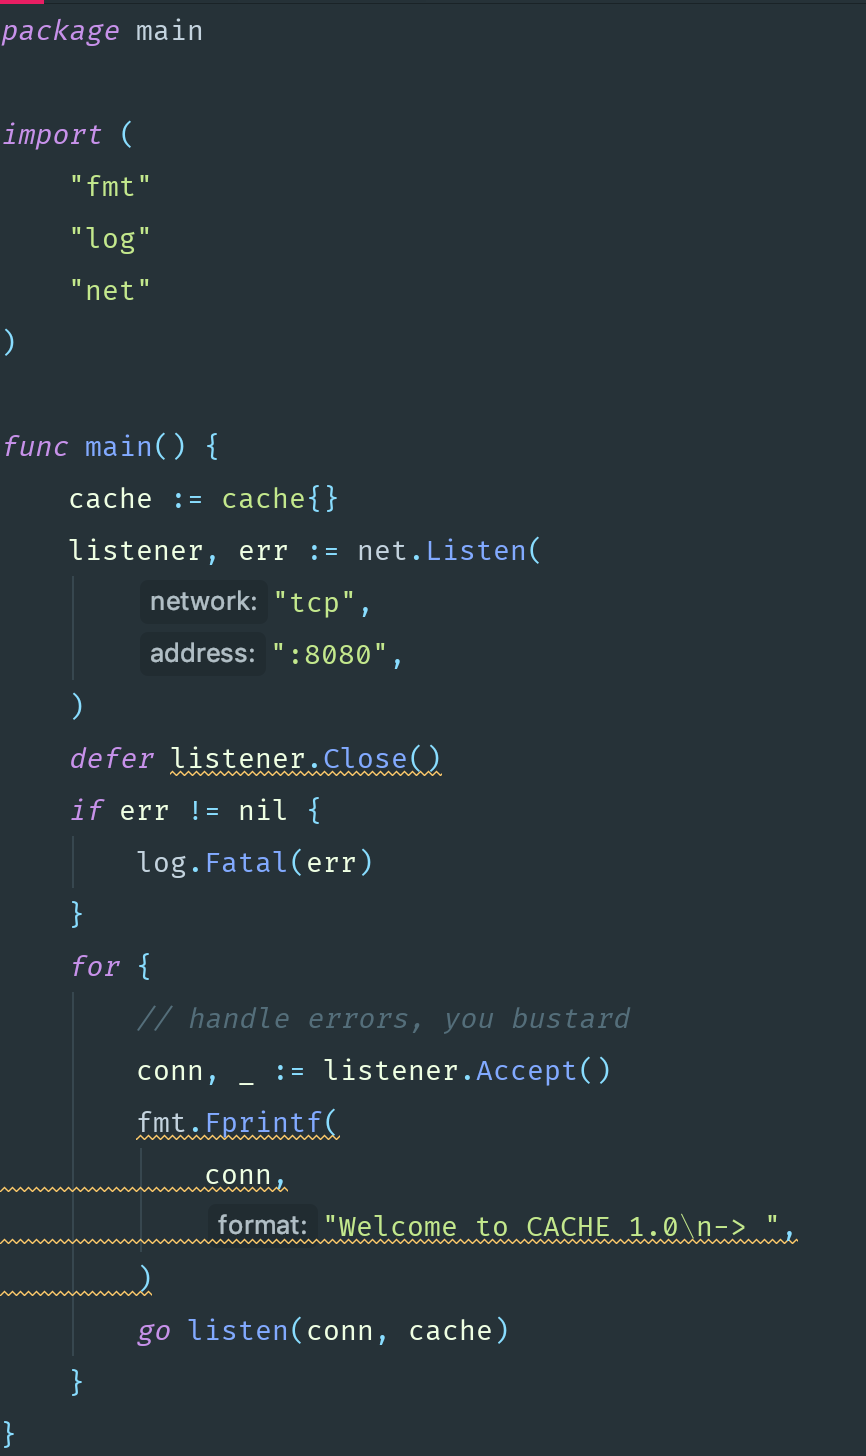 package main
import (
"fmt"
"log"
"net"
)
func main() {
cache := cache{}
listener, err := net.Listen(
network: "tcp",
address: ":8080",
)
defer listener.Close()
if err != nil {
log.Fatal(err)
}
for {
// handle errors, you bustard
conn, _ := listener.Accept()
fmt.Fprintf(
conn,
format: "Welcome to CACHE 1.0\n-> ",
)
go listen(conn, cache)
}
}